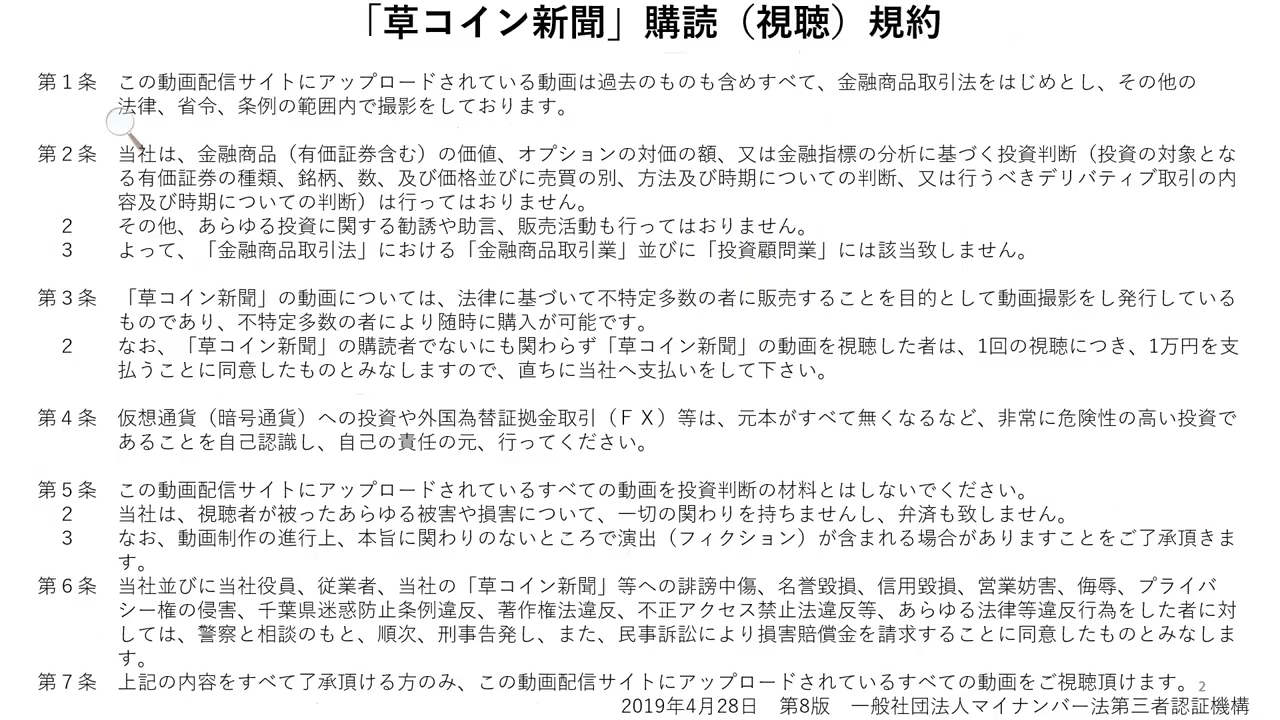 「草コイン新聞」購読（視聴）規約
第１条　この動画配信サイトにアップロードされている動画は過去のものも含めすべて、金融商品取引法をはじめとし、その他の
法律、省令、条例の範囲内で撮影をしております。
第２条　当社は、金融商品（有価証券含む）の価値、オプションの対価の額、又は金融指標の分析に基づく投資判断（投資の対象とな
る有価証券の種類、銘柄、数、及び価格並びに売買の別、方法及び時期についての判断、又は行うべきデリバティブ取引の内
容及び時期についての判断）は行ってはおりません。
2　その他、あらゆる投資に関する勧誘や助言、販売活動も行ってはおりません。
3　よって、「金融商品取引法」における「金融商品取引業」並びに「投資顧問業」には該当致しません。
第３条　「草コイン新聞」の動画については、法律に基づいて不特定多数の者に販売することを目的として動画撮影をし発行している
ものであり、不特定多数の者により随時に購入が可能です。
2　なお、「草コイン新聞」の購読者でないにも関わらず「草コイン新聞」の動画を視聴した者は、1回の視聴につき、1万円を支
払うことに同意したものとみなしますので、直ちに当社へ支払いをして下さい。
第４条　仮想通貨（暗号通貨）への投資や外国為替証拠金取引（ＦＸ）等は、元本がすべて無くなるなど、非常に危険性の高い投資で
あることを自己認識し、自己の責任の元、行ってください。
第５条　この動画配信サイトにアップロードされているすべての動画を投資判断の材料とはしないでください。
2　当社は、視聴者が被ったあらゆる被害や損害について、一切の関わりを持ちませんし、弁済も致しません。
3　なお、動画制作の進行上、本旨に関わりのないところで演出（フィクション）が含まれる場合がありますことをご了承頂きま
す。
第６条　当社並びに当社役員、従業者、当社の「草コイン新聞」等への誹謗中傷、名誉毀損、信用毀損、営業妨害、侮辱、プライバ
シー権の侵害、千葉県迷惑防止条例違反、著作権法違反、不正アクセス禁止法違反等、あらゆる法律等違反行為をした者に対
しては、警察と相談のもと、順次、刑事告発し、また、民事訴訟により損害賠償金を請求することに同意したものとみなしま
す。
第７条　上記の内容をすべて了承頂ける方のみ、この動画配信サイトにアップロードされているすべての動画をご視聴頂けます。 2
2019年4月28日　第8版　一般社団法人マイナンバー法第三者認証機構